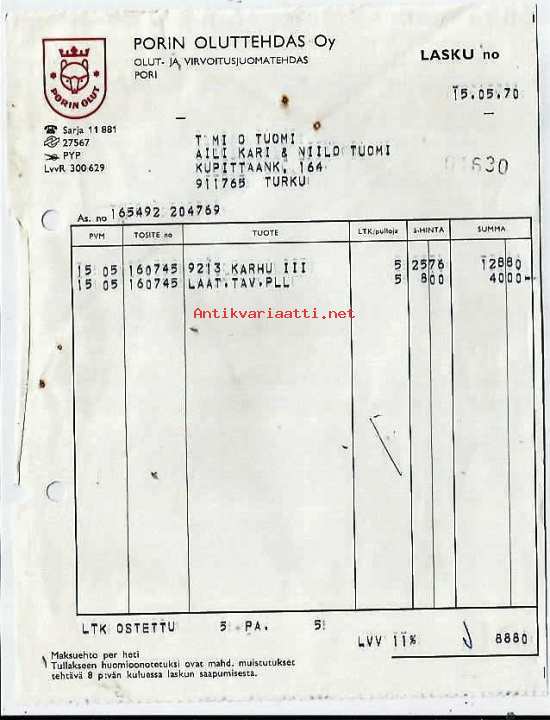 PORIN OLUTTEHDAS Oy
OLUT- JA VIRVOITUSJUOMATEHDAS
PORI
LASKU no
PORIN OLUT
15.05.70
Sarja 11 881
27567
PYP
LvvR 300 629
T MI O TUOMI
AILI KARI & NIILO TUOMI
KUPITTAANK, 164
911765 TURKU
As. no 165492 204769
PVM TOSITE no TUOTE LTK/pulloja à-HINTA SUMMA
15 05 160745 9213 KARHU III 5 2576 12880
15 05 160745 LAAT.TAV.PLL 5 800 4000-
Antikvariaatti.net
LTK OSTETTU 5 PA. 5
LVV 11% 8880
Maksuehto per heti
Tullakseen huomioonotetuksi ovat mahd. muistutukset
tehtävä 8 p:vän kuluessa laskun saapumisesta.